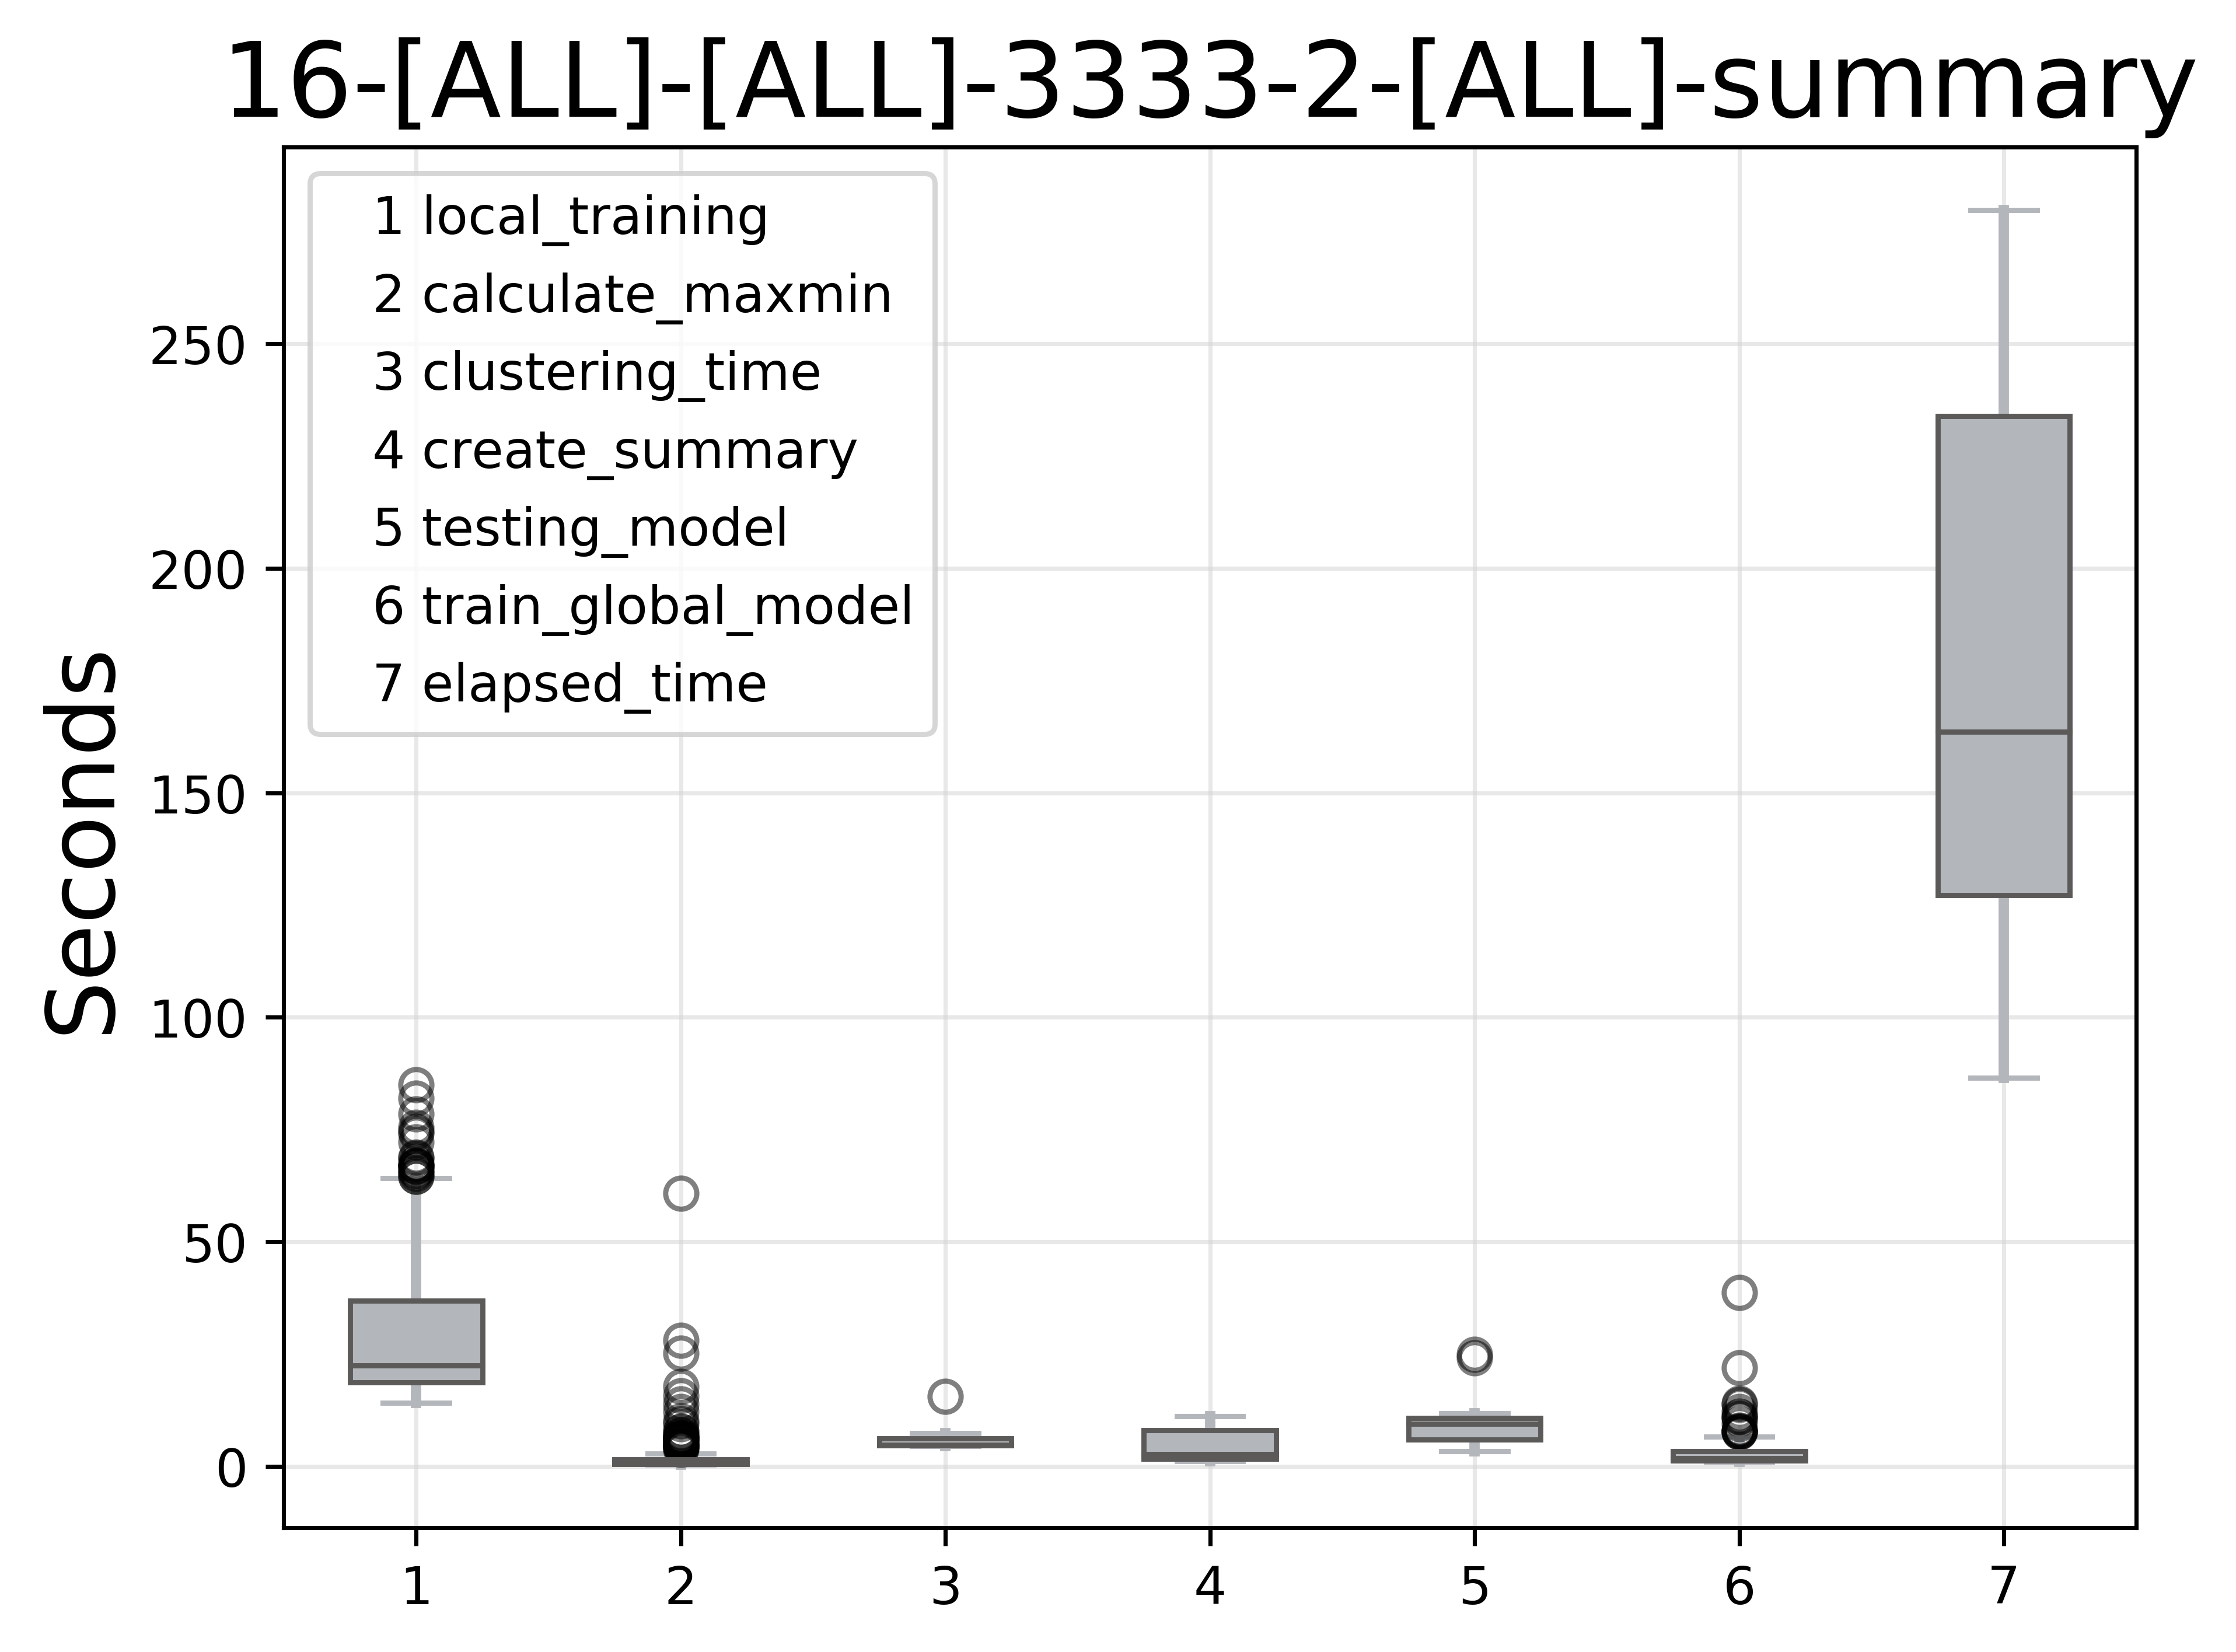 16-[ALL]-[ALL]-3333-2-[ALL]-summary
1 local_training
2 calculate_maxmin
3 clustering_time
4 create_summary
5 testing_model
6 train_global_model
7 elapsed_time
Seconds
250
200
150
100
50
0
1 2 3 4 5 6 7